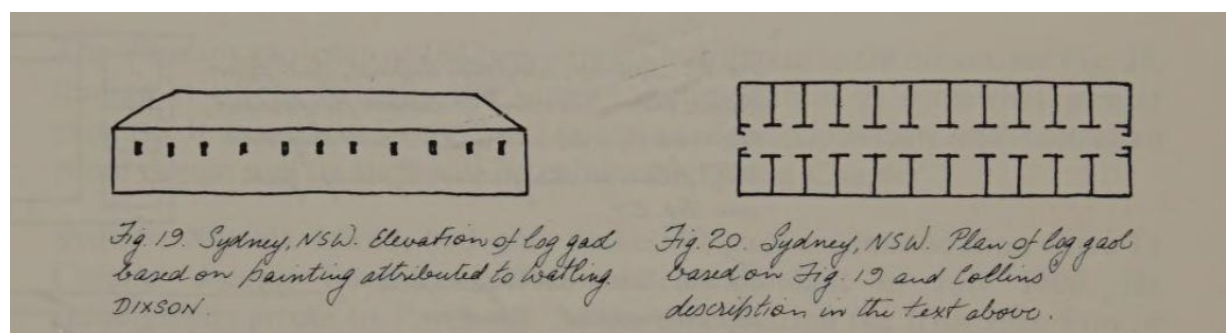 Fig. 19. Sydney, NSW. Elevation of log gaol
based on painting attributed to Watling.
DIXSON.
Fig. 20. Sydney, NSW. Plan of log gaol
based on Fig. 19 and Collins'
description in the text above.